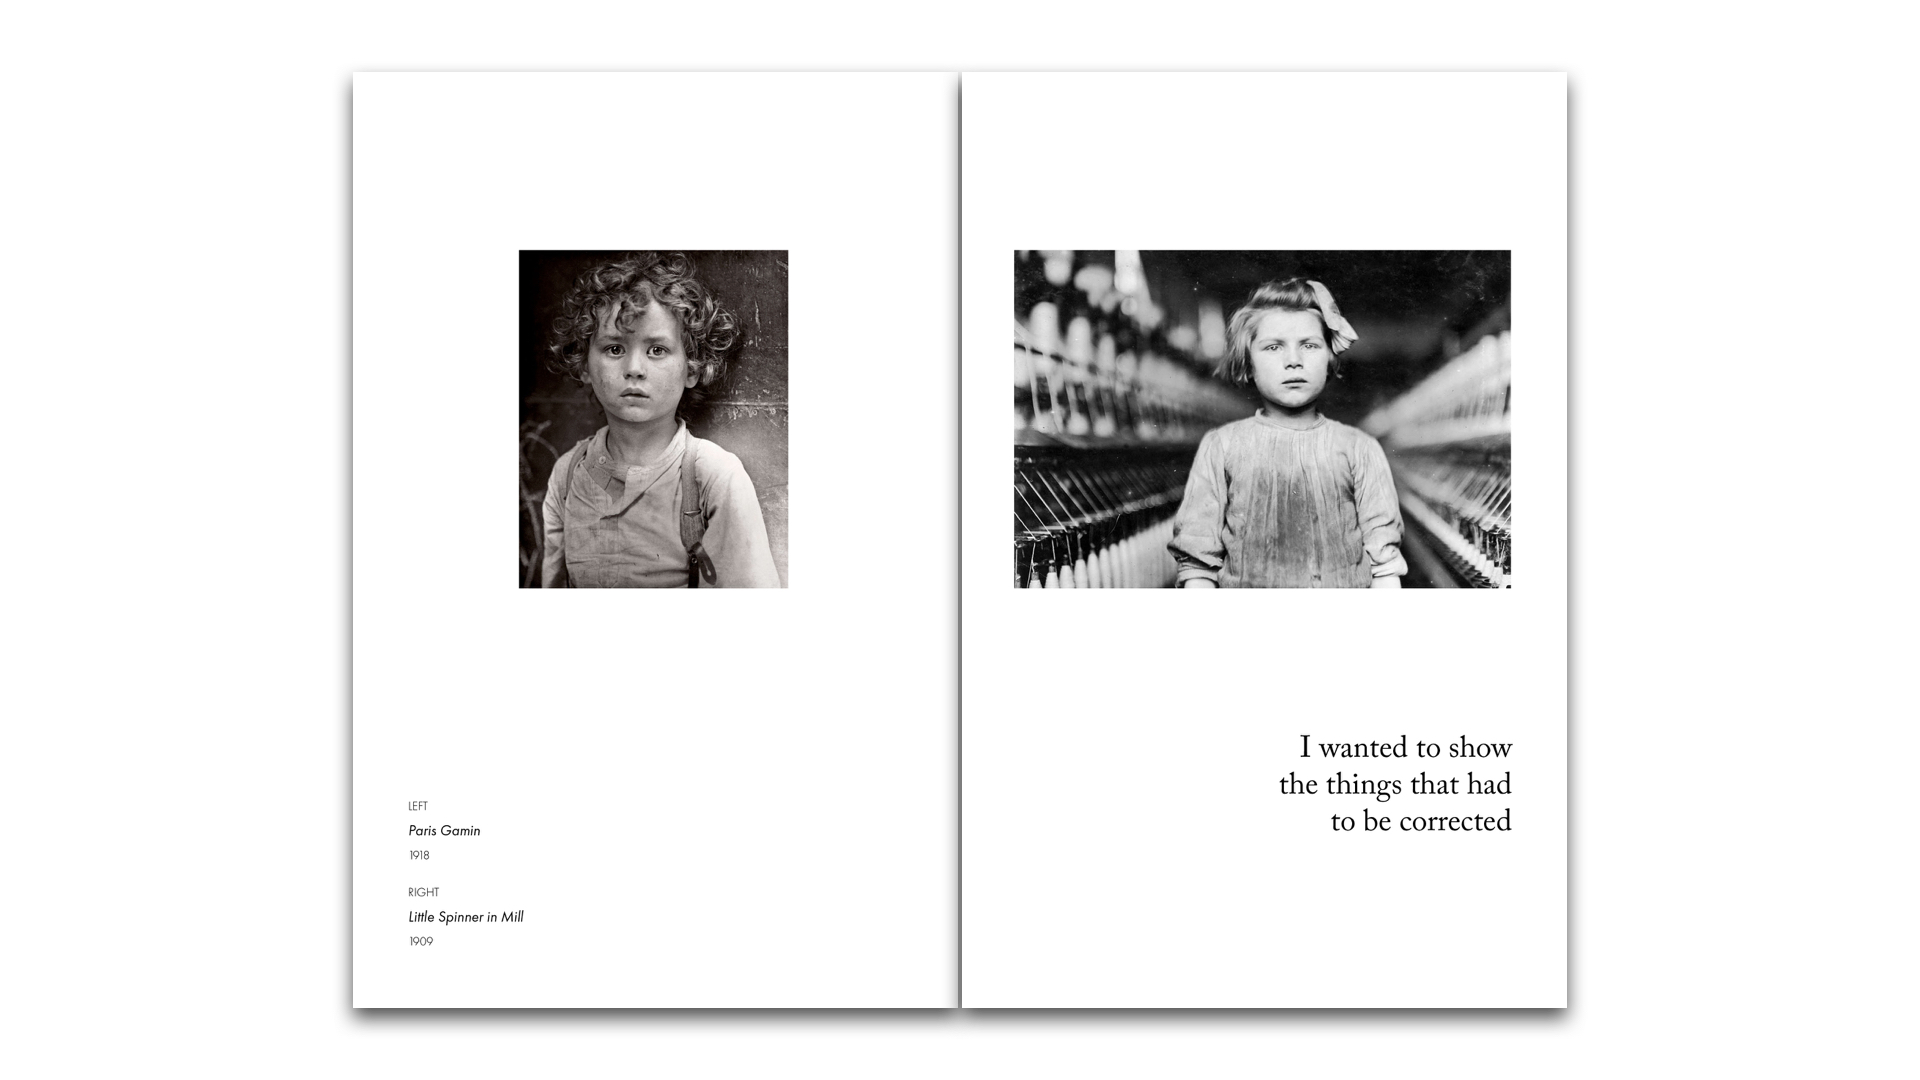 LEFT
Paris Gamin
1918
RIGHT
Little Spinner in Mill
1909
I wanted to show
the things that had
to be corrected